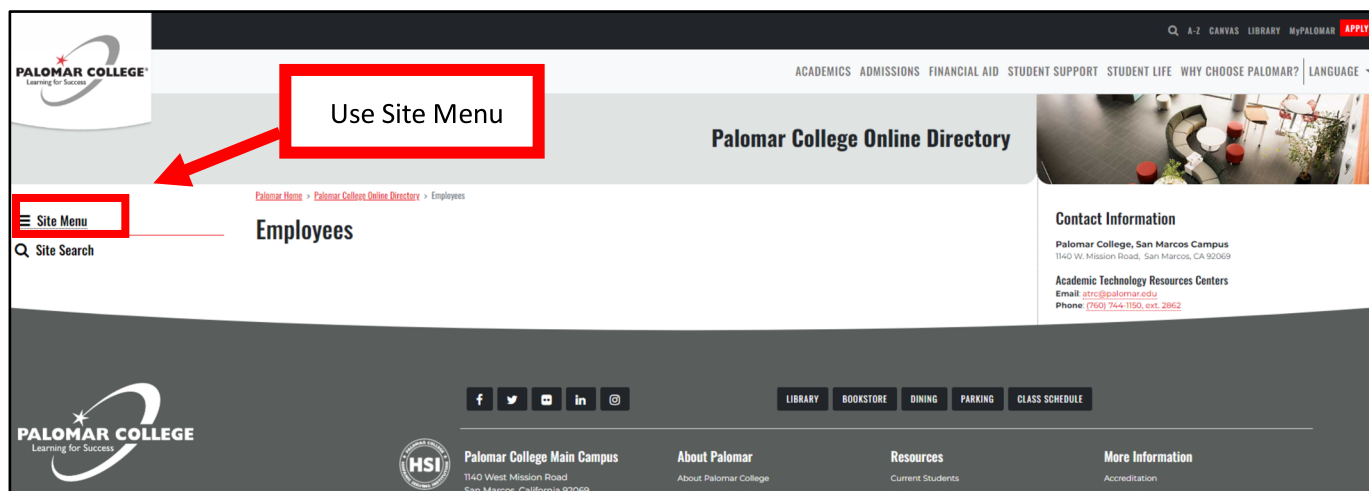 A-Z CANVAS LIBRARY MyPALOMAR APPLY
PALOMAR COLLEGE®
Learning for Success
ACADEMICS ADMISSIONS FINANCIAL AID STUDENT SUPPORT STUDENT LIFE WHY CHOOSE PALOMAR? LANGUAGE
Use Site Menu
Palomar College Online Directory
Palomar Home > Palomar College Online Directory > Employees
Site Menu
Employees
Site Search
Contact Information
Palomar College, San Marcos Campus
1140 W. Mission Road, San Marcos, CA 92069
Academic Technology Resources Centers
Email: atrc@palomar.edu
Phone: (760) 744-1150, ext. 2862
PALOMAR COLLEGE
Learning for Success
LIBRARY BOOKSTORE DINING PARKING CLASS SCHEDULE
HSI
Palomar College Main Campus
1140 West Mission Road
San Marcos, California 92069
About Palomar
About Palomar College
Resources
Current Students
More Information
Accreditation